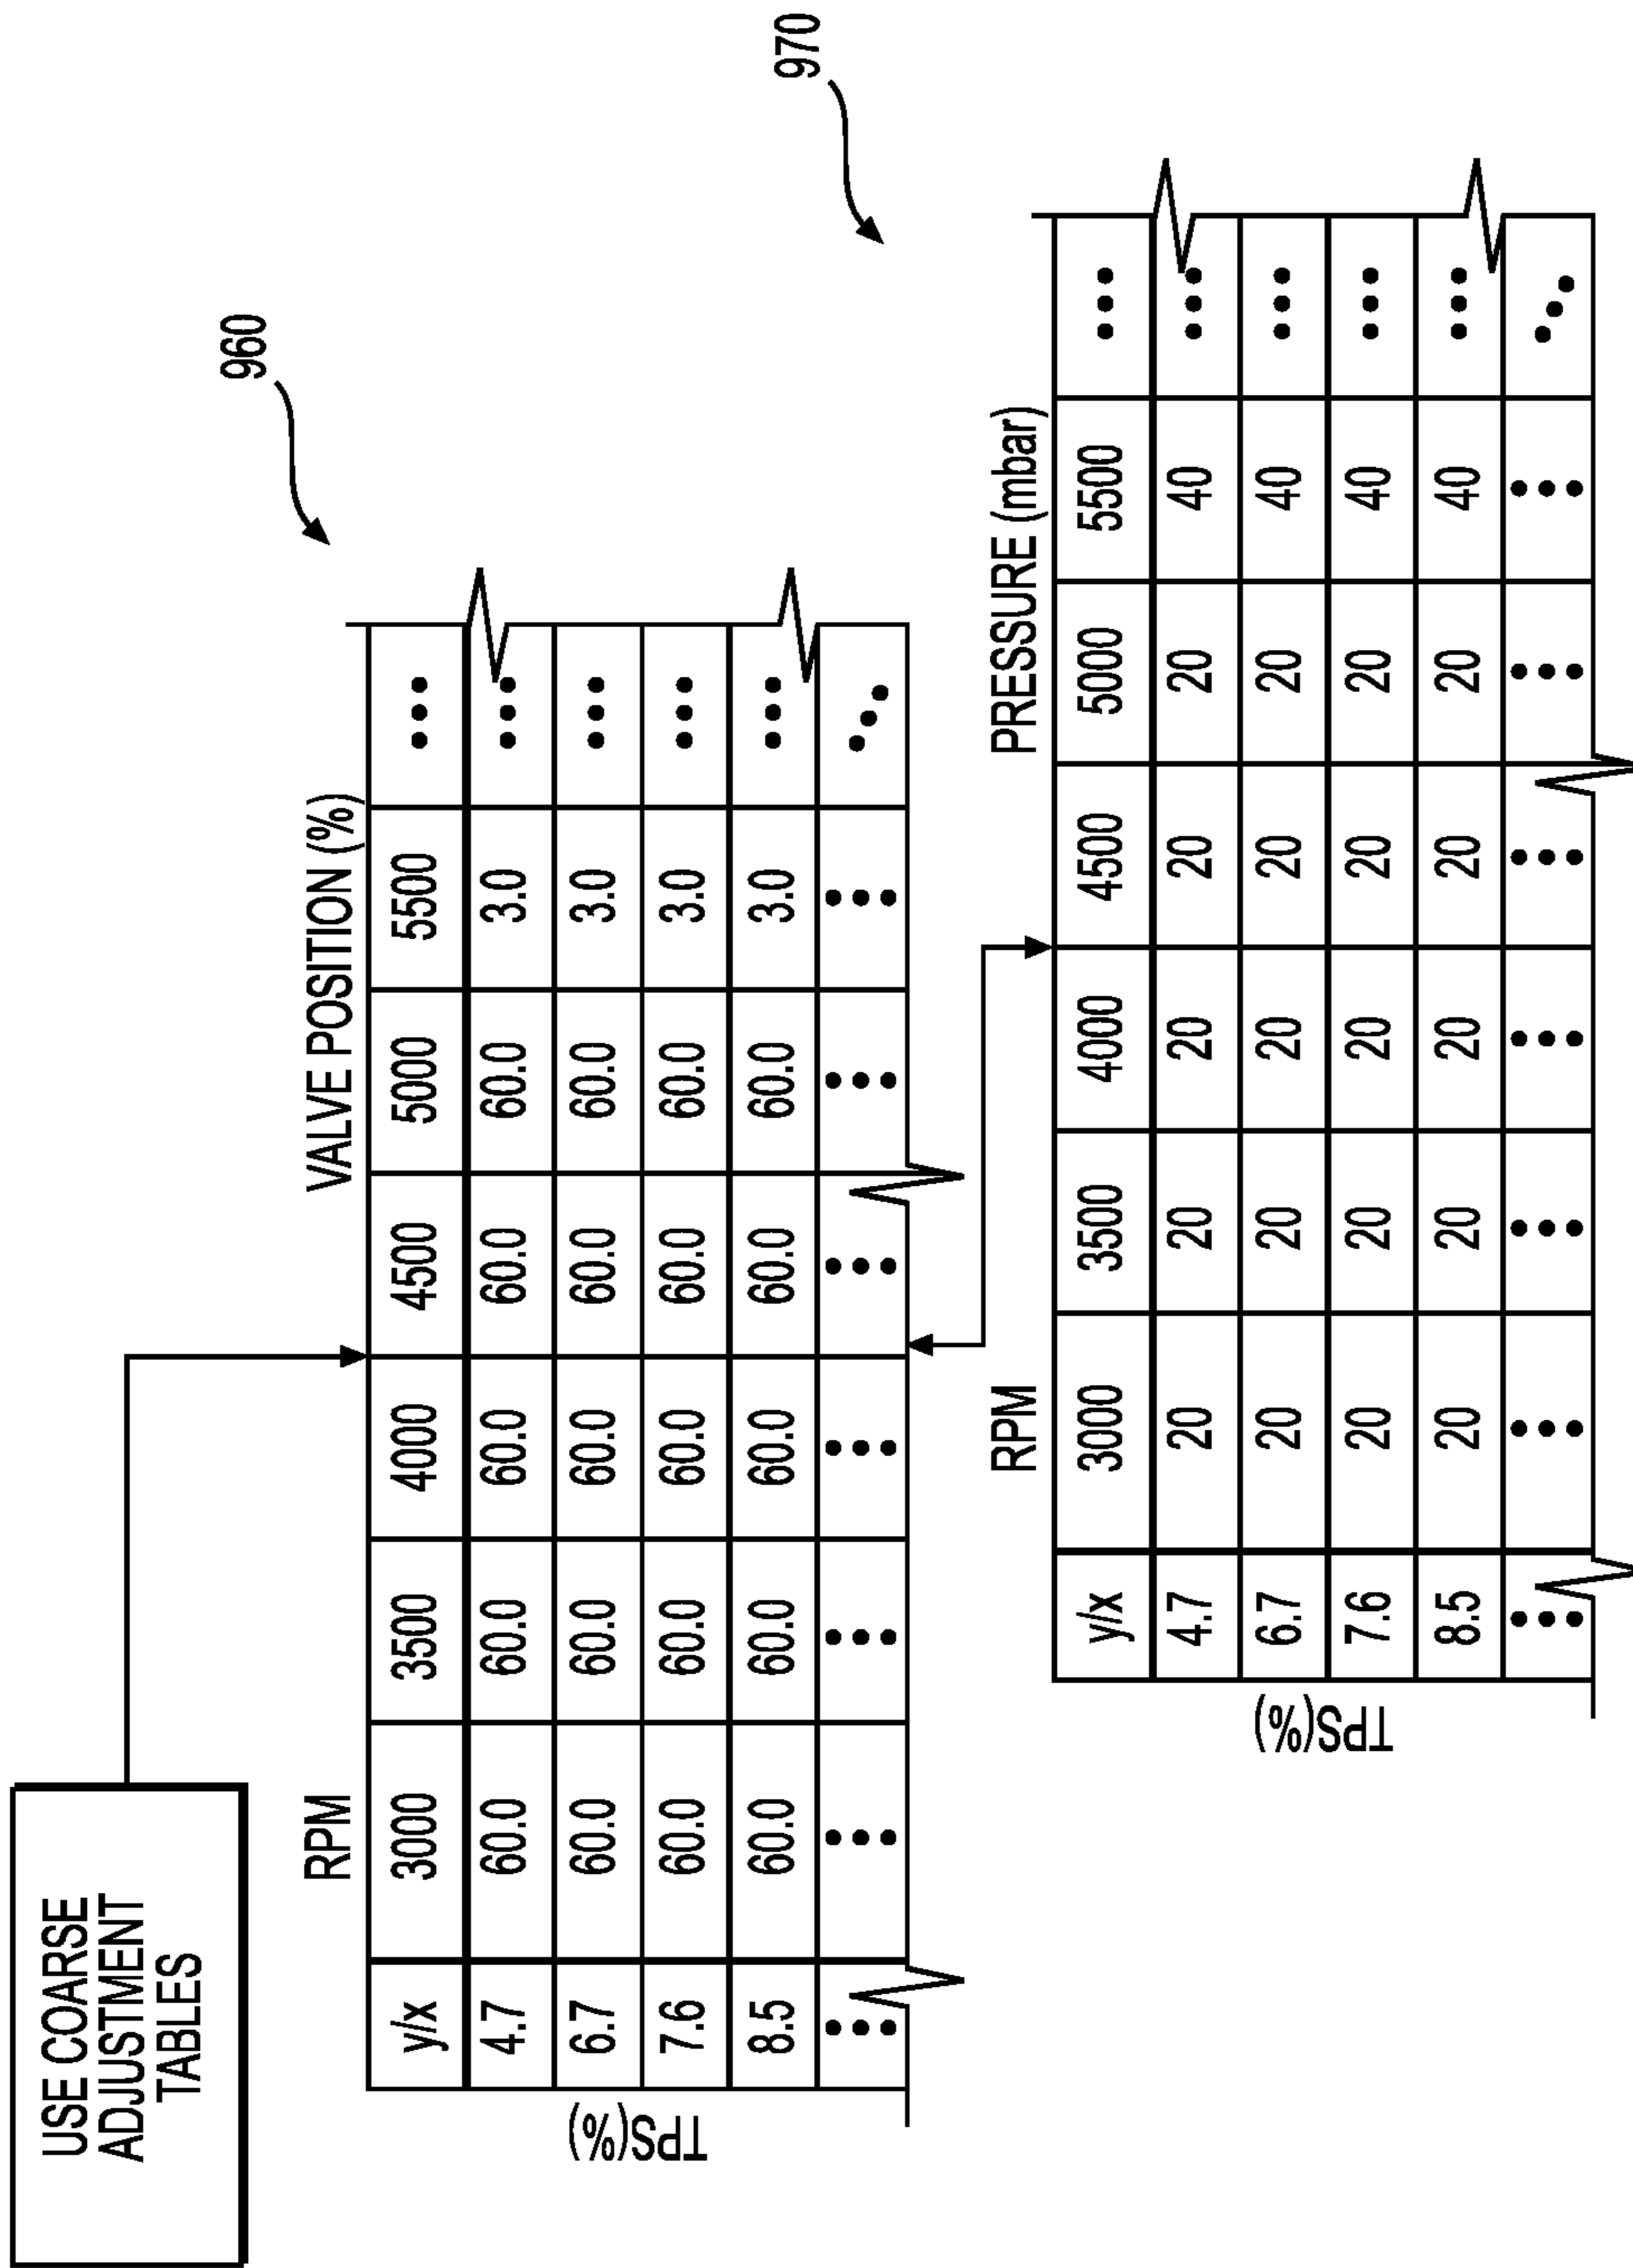 USE COARSE
ADJUSTMENT
TABLES
960
RPM VALVE POSITION (%)
TPS(%)
y/x 3000 3500 4000 4500 5000 5500 •••
4.7 60.0 60.0 60.0 60.0 60.0 3.0 •••
6.7 60.0 60.0 60.0 60.0 60.0 3.0 •••
7.6 60.0 60.0 60.0 60.0 60.0 3.0 •••
8.5 60.0 60.0 60.0 60.0 60.0 3.0 •••
970
RPM PRESSURE (mbar)
TPS(%)
y/x 3000 3500 4000 4500 5000 5500 •••
4.7 20 20 20 20 20 40 •••
6.7 20 20 20 20 20 40 •••
7.6 20 20 20 20 20 40 •••
8.5 20 20 20 20 20 40 •••